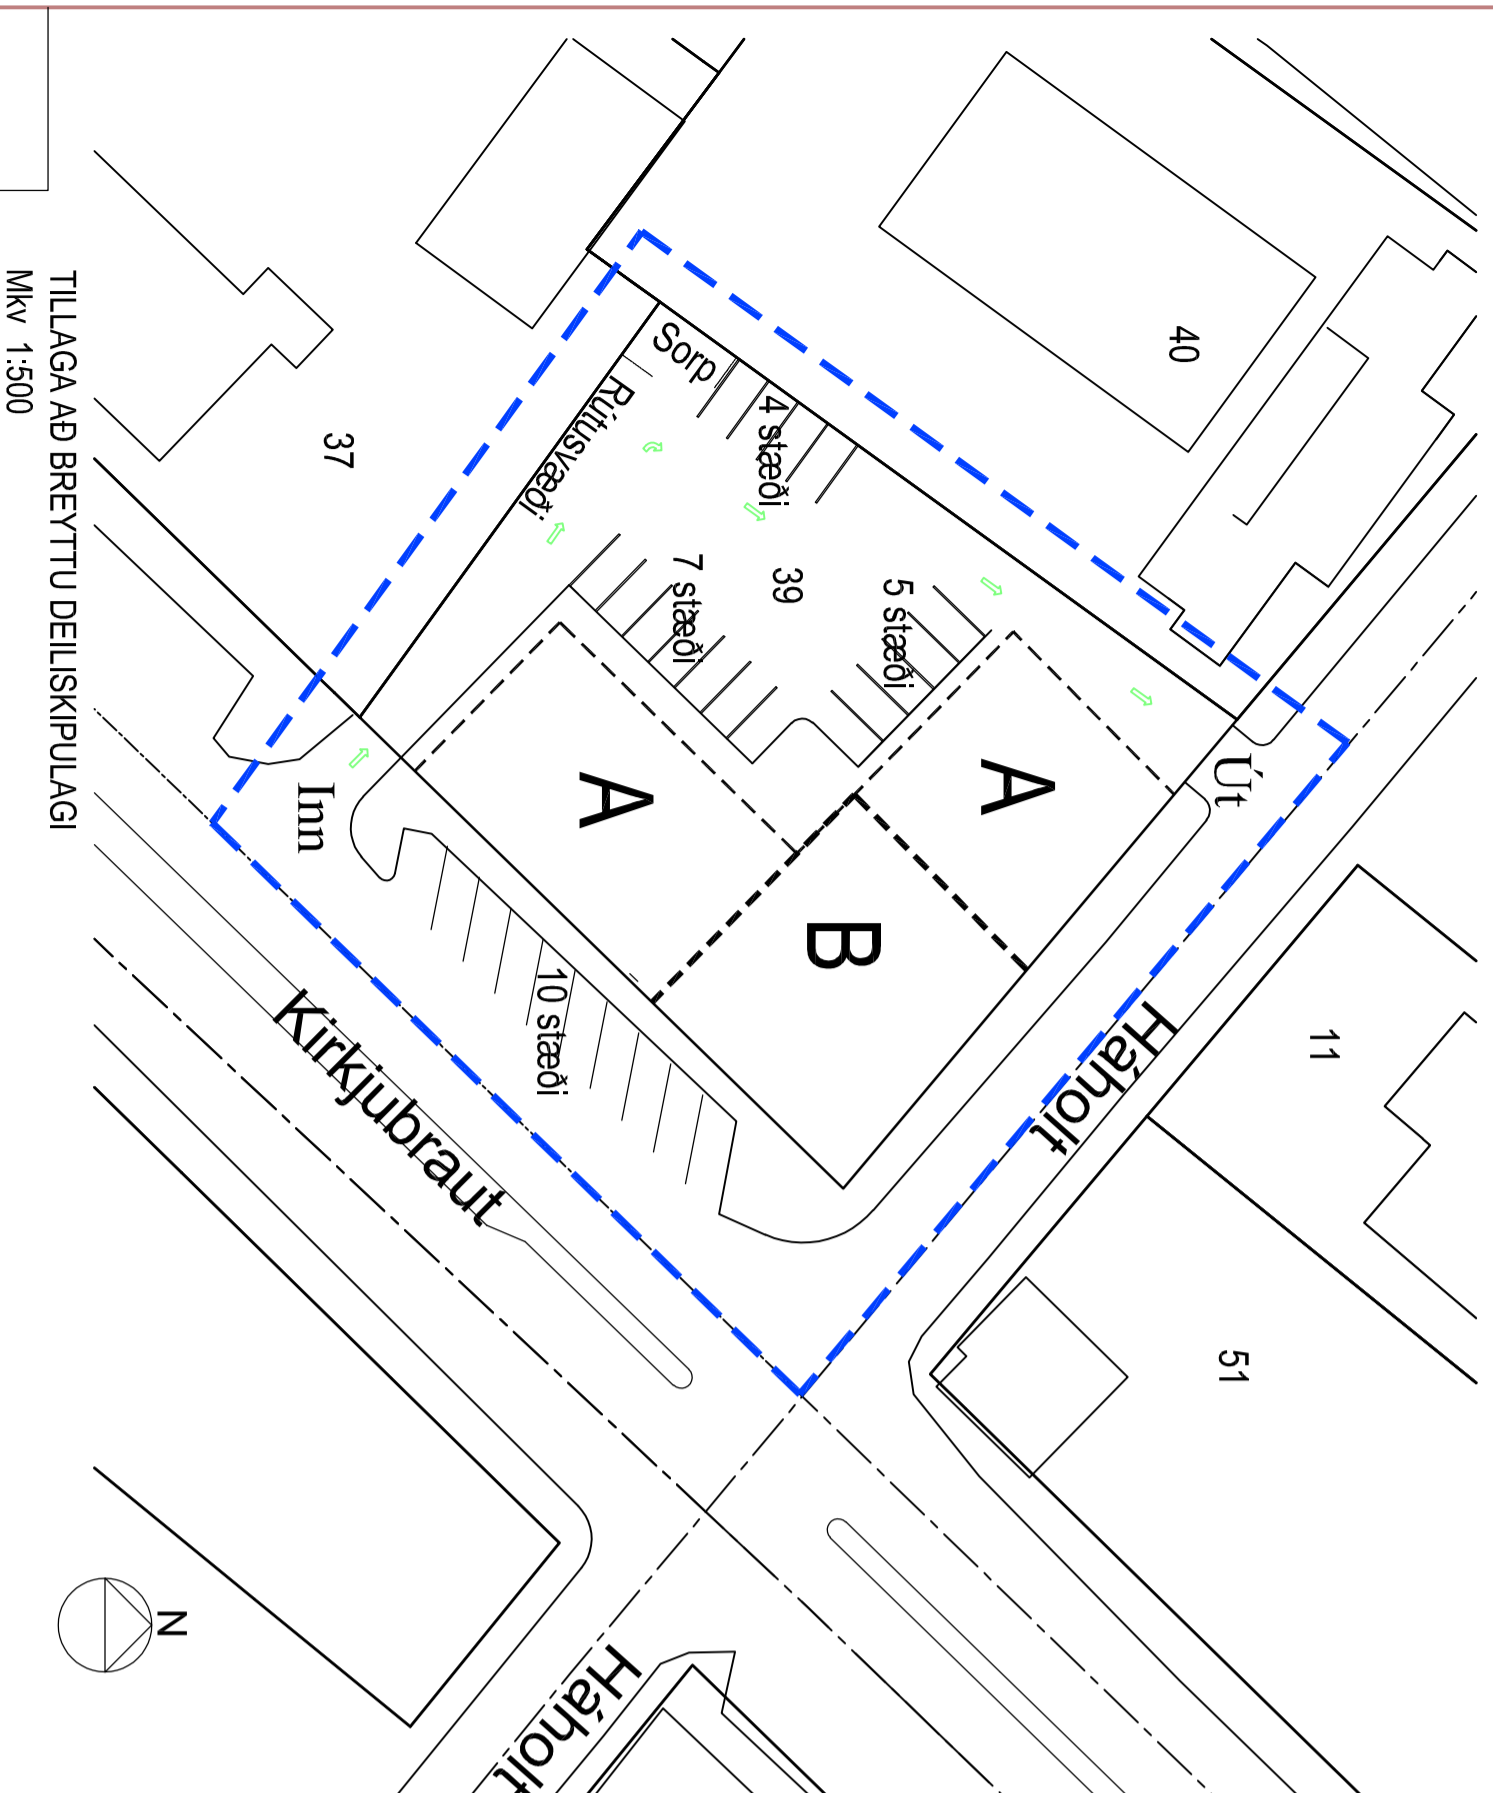 40
Sorp
4 stæði
Rútusvæði
37
39
7 stæði
5 stæði
Út
Inn
A
A
B
10 stæði
Háholt
11
Kirkjubraut
51
Háholt
N
TILLAGA AÐ BREYTTU DEILISKIPULAGI
Mkv 1:500